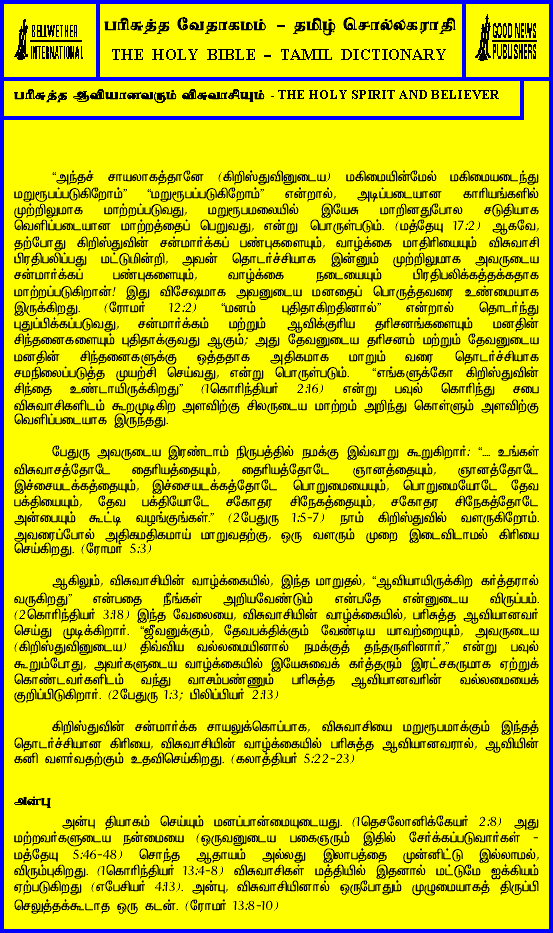 BELLWETHER
INTERNATIONAL
பரிசுத்த வேதாகமம் – தமிழ் சொல்லகராதி
THE HOLY BIBLE – TAMIL DICTIONARY
GOOD NEWS
PUBLISHERS
பரிசுத்த ஆவியானவரும் விசுவாசியும் - THE HOLY SPIRIT AND BELIEVER
“அந்தச் சாயலாகத்தானே (கிறிஸ்துவினுடைய) மகிமையின்மேல் மகிமையடைந்து
மறுரூபப்படுகிறோம்” “மறுரூபப்படுகிறோம்” என்றால், அடிப்படையான காரியங்களில்
முற்றிலுமாக மாற்றப்படுவது, மறுரூபமலையில் இயேசு மாறினதுபோல சடுதியாக
வெளிப்படையான மாற்றத்தைப் பெறுவது, என்று பொருள்படும். (மத்தேயு 17:2) ஆகவே,
தற்போது கிறிஸ்துவின் சன்மார்க்கப் பண்புகளையும், வாழ்க்கை மாதிரியையும் விசுவாசி
பிரதிபலிப்பது மட்டுமின்றி, அவன் தொடர்ச்சியாக இன்னும் முற்றிலுமாக அவருடைய
சன்மார்க்கப் பண்புகளையும், வாழ்க்கை நடையையும் பிரதிபலிக்கத்தக்கதாக
மாற்றப்படுகிறான்! இது விசேஷமாக அவனுடைய மனதைப் பொருத்தவரை உண்மையாக
இருக்கிறது. (ரோமர் 12:2) “மனம் புதிதாகிறதினால்” என்றால் தொடர்ந்து
புதுப்பிக்கப்படுவது, சன்மார்க்கம் மற்றும் ஆவிக்குரிய தரிசனங்களையும் மனதின்
சிந்தனைகளையும் புதிதாக்குவது ஆகும்; அது தேவனுடைய தரிசனம் மற்றும் தேவனுடைய
மனதின் சிந்தனைகளுக்கு ஒத்ததாக அதிகமாக மாறும் வரை தொடர்ச்சியாக
சமநிலைப்படுத்த முயற்சி செய்வது, என்று பொருள்படும். “எங்களுக்கோ கிறிஸ்துவின்
சிந்தை உண்டாயிருக்கிறது” (1கொரிந்தியர் 2:16) என்று பவுல் கொரிந்து சபை
விசுவாசிகளிடம் கூறமுடிகிற அளவிற்கு சிலருடைய மாற்றம் அறிந்து கொள்ளும் அளவிற்கு
வெளிப்படையாக இருந்தது.
பேதுரு அவருடைய இரண்டாம் நிருபத்தில் நமக்கு இவ்வாறு கூறுகிறார்: “.... உங்கள்
விசுவாசத்தோடே தைரியத்தையும், தைரியத்தோடே ஞானத்தையும், ஞானத்தோடே
இச்சையடக்கத்தையும், இச்சையடக்கத்தோடே பொறுமையையும், பொறுமையோடே தேவ
பக்தியையும், தேவ பக்தியோடே சகோதர சிநேகத்தையும், சகோதர சிநேகத்தோடே
அன்பையும் கூட்டி வழங்குங்கள்.” (2பேதுரு 1:5-7) நாம் கிறிஸ்துவில் வளருகிறோம்.
அவரைப்போல் அதிகமதிகமாய் மாறுவதற்கு, ஒரு வளரும் முறை இடைவிடாமல் கிரியை
செய்கிறது. (ரோமர் 5:3)
ஆகிலும், விசுவாசியின் வாழ்க்கையில், இந்த மாறுதல், “ஆவியாயிருக்கிற கர்த்தரால்
வருகிறது” என்பதை நீங்கள் அறியவேண்டும் என்பதே என்னுடைய விருப்பம்.
(2கொரிந்தியர் 3:18) இந்த வேலையை, விசுவாசியின் வாழ்க்கையில், பரிசுத்த ஆவியானவர்
செய்து முடிக்கிறார். “ஜீவனுக்கும், தேவபக்திக்கும் வேண்டிய யாவற்றையும், அவருடைய
(கிறிஸ்துவினுடைய) திவ்விய வல்லமையினால் நமக்குத் தந்தருளினார்,” என்று பவுல்
கூறும்போது, அவர்களுடைய வாழ்க்கையில் இயேசுவைக் கர்த்தரும் இரட்சகருமாக ஏற்றுக்
கொண்டவர்களிடம் வந்து வாசம்பண்ணும் பரிசுத்த ஆவியானவரின் வல்லமையைக்
குறிப்பிடுகிறார். (2பேதுரு 1:3; பிலிப்பியர் 2:13)
கிறிஸ்துவின் சன்மார்க்க சாயலுக்கொப்பாக, விசுவாசியை மறுரூபமாக்கும் இந்தத்
தொடர்ச்சியான கிரியை, விசுவாசியின் வாழ்க்கையில் பரிசுத்த ஆவியானவரால், ஆவியின்
கனி வளர்வதற்கும் உதவிசெய்கிறது. (கலாத்தியர் 5:22-23)
அன்பு
அன்பு தியாகம் செய்யும் மனப்பான்மையுடையது. (1தெசலோனிக்கேயர் 2:8) அது
மற்றவர்களுடைய நன்மையை (ஒருவனுடைய பகைஞரும் இதில் சேர்க்கப்படுவார்கள் -
மத்தேயு 5:46-48) சொந்த ஆதாயம் அல்லது இலாபத்தை முன்னிட்டு இல்லாமல்,
விரும்புகிறது. (1கொரிந்தியர் 13:4-8) விசுவாசிகள் மத்தியில் இதனால் மட்டுமே ஐக்கியம்
ஏற்படுகிறது (எபேசியர் 4:13). அன்பு, விசுவாசியினால் ஒருபோதும் முழுமையாகத் திருப்பி
செலுத்தக்கூடாத ஒரு கடன். (ரோமர் 13:8-10)